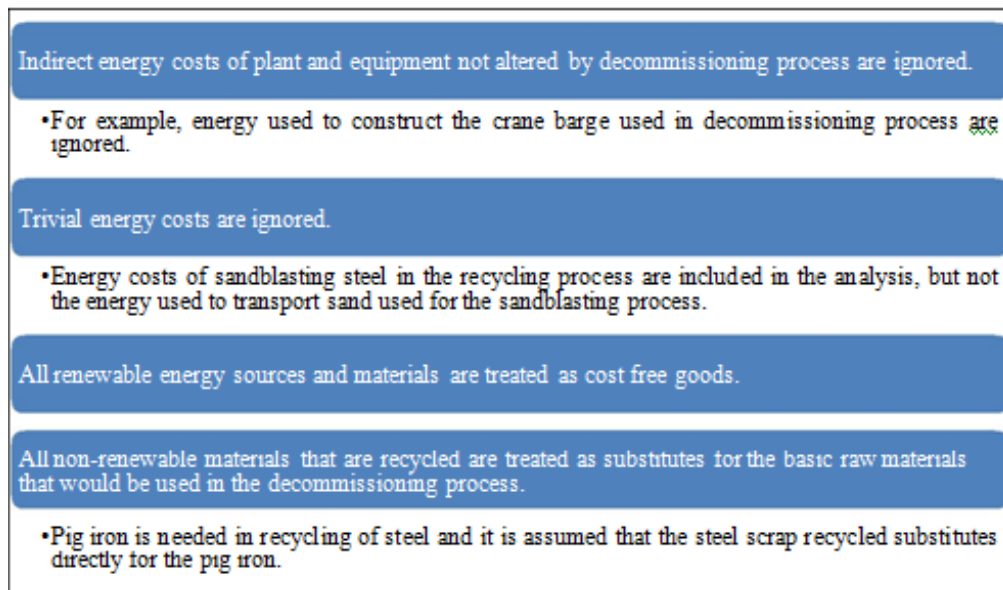 Indirect energy costs of plant and equipment not altered by decommissioning process are ignored.
•For example, energy used to construct the crane barge used in decommissioning process are
ignored.
Trivial energy costs are ignored.
•Energy costs of sandblasting steel in the recycling process are included in the analysis, but not
the energy used to transport sand used for the sandblasting process.
All renewable energy sources and materials are treated as cost free goods.
All non-renewable materials that are recycled are treated as substitutes for the basic raw materials
that would be used in the decommissioning process.
•Pig iron is needed in recycling of steel and it is assumed that the steel scrap recycled substitutes
directly for the pig iron.